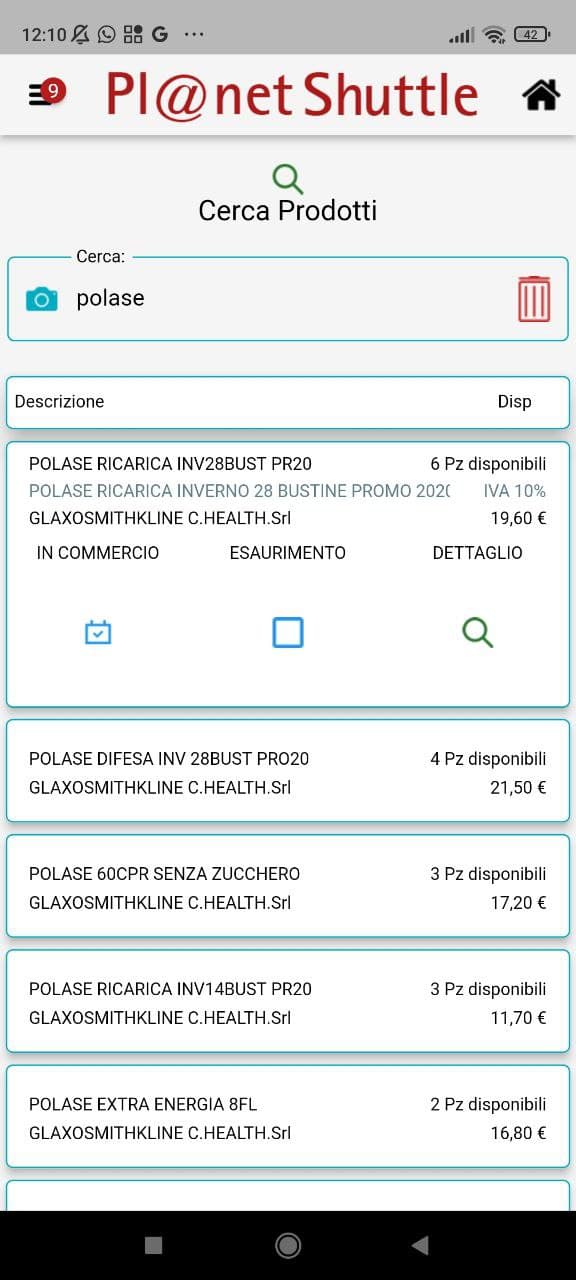 12:10
42
9
Pl@net Shuttle
Cerca Prodotti
Cerca:
polase
Descrizione Disp
POLASE RICARICA INV28BUST PR20 6 Pz disponibili
POLASE RICARICA INVERNO 28 BUSTINE PROMO 2020 IVA 10%
GLAXOSMITHKLINE C.HEALTH.Srl 19,60 €
IN COMMERCIO ESAURIMENTO DETTAGLIO
POLASE DIFESA INV 28BUST PRO20 4 Pz disponibili
GLAXOSMITHKLINE C.HEALTH.Srl 21,50 €
POLASE 60CPR SENZA ZUCCHERO 3 Pz disponibili
GLAXOSMITHKLINE C.HEALTH.Srl 17,20 €
POLASE RICARICA INV14BUST PR20 3 Pz disponibili
GLAXOSMITHKLINE C.HEALTH.Srl 11,70 €
POLASE EXTRA ENERGIA 8FL 2 Pz disponibili
GLAXOSMITHKLINE C.HEALTH.Srl 16,80 €